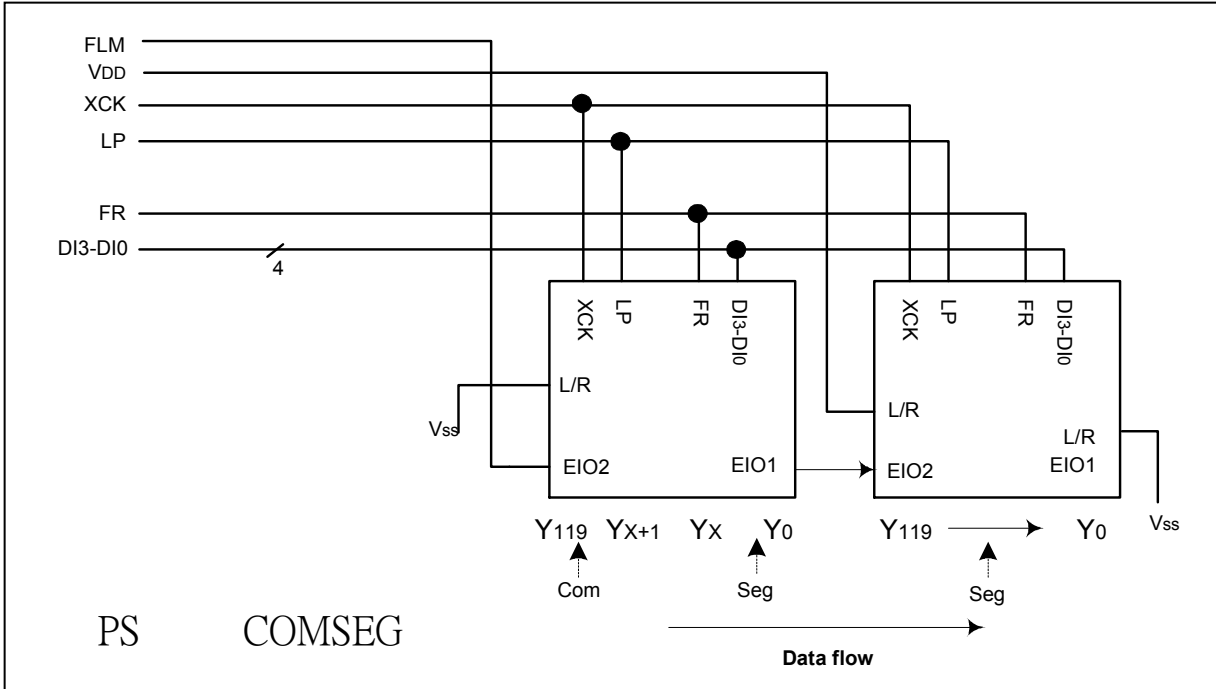 FLM
VDD
XCK
LP
FR
DI3-DI0
4
XCK LP FR DI3-DI0
XCK LP FR DI3-DI0
L/R
Vss
EIO2 EIO1
L/R
L/R
EIO2 EIO1
Vss
Y119 YX+1 YX Y0
Y119 Y0
Com Seg Seg
PS COMSEG
Data flow